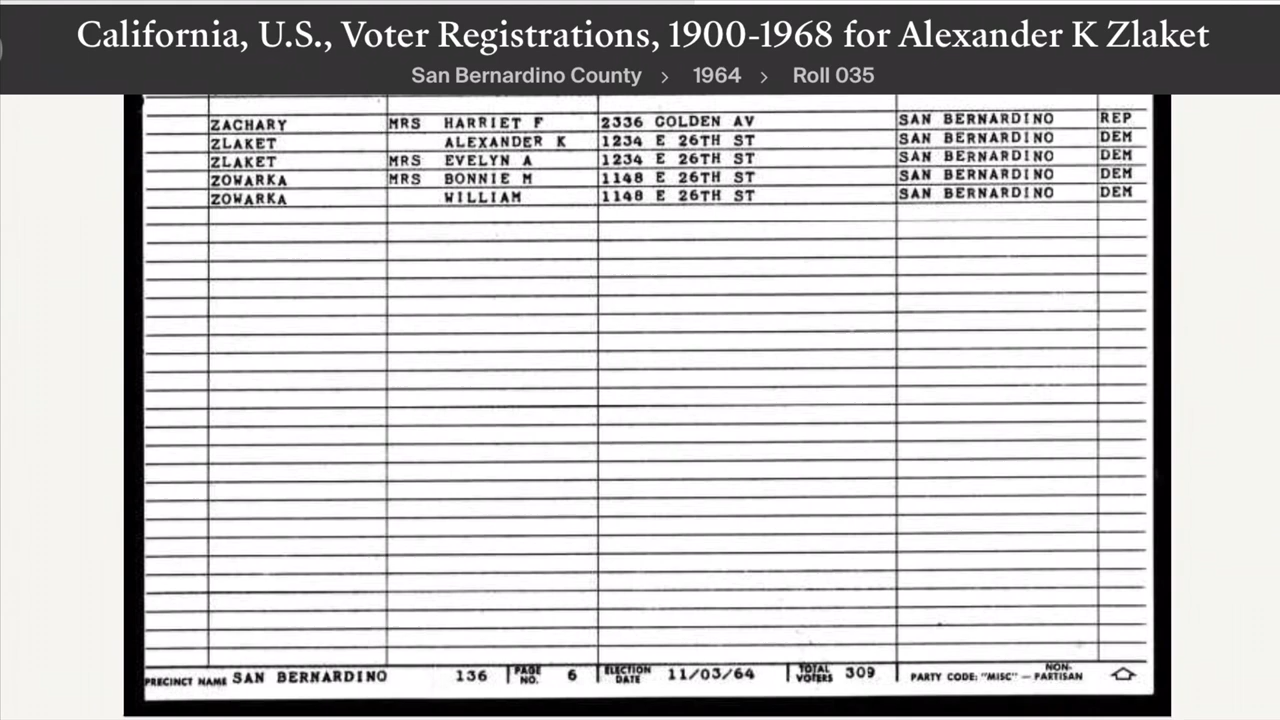 California, U.S., Voter Registrations, 1900-1968 for Alexander K Zlaket
San Bernardino County > 1964 > Roll 035
ZACHARY MRS HARRIET F 2336 GOLDEN AV SAN BERNARDINO REP
ZLAKET ALEXANDER K 1234 E 26TH ST SAN BERNARDINO DEM
ZLAKET MRS EVELYN A 1234 E 26TH ST SAN BERNARDINO DEM
ZOWARKA MRS BONNIE M 1148 E 26TH ST SAN BERNARDINO DEM
ZOWARKA WILLIAM 1148 E 26TH ST SAN BERNARDINO DEM
PRECINCT NAME SAN BERNARDINO 136 PAGE NO. 6 ELECTION DATE 11/03/64 TOTAL VOTERS 309 PARTY CODE: "MISC" — NON-PARTISAN